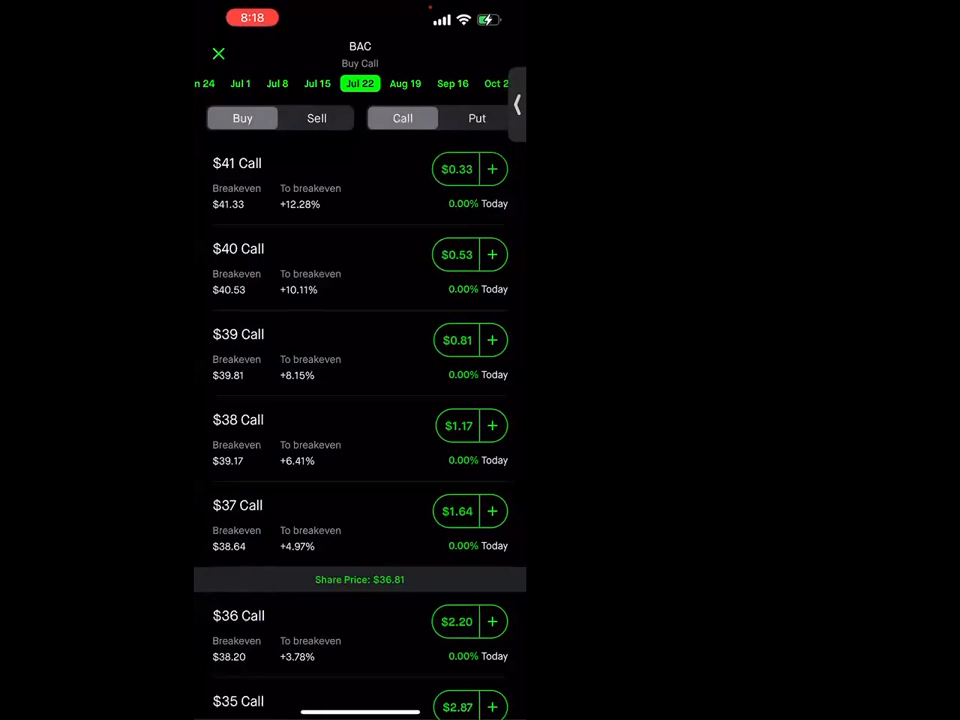 8:18
BAC
Buy Call
n 24 Jul 1 Jul 8 Jul 15 Jul 22 Aug 19 Sep 16 Oct 2
Buy Sell Call Put
$41 Call
$0.33 +
Breakeven To breakeven
$41.33 +12.28%
0.00% Today
$40 Call
$0.53 +
Breakeven To breakeven
$40.53 +10.11%
0.00% Today
$39 Call
$0.81 +
Breakeven To breakeven
$39.81 +8.15%
0.00% Today
$38 Call
$1.17 +
Breakeven To breakeven
$39.17 +6.41%
0.00% Today
$37 Call
$1.64 +
Breakeven To breakeven
$38.64 +4.97%
0.00% Today
Share Price: $36.81
$36 Call
$2.20 +
Breakeven To breakeven
$38.20 +3.78%
0.00% Today
$35 Call
$2.87 +